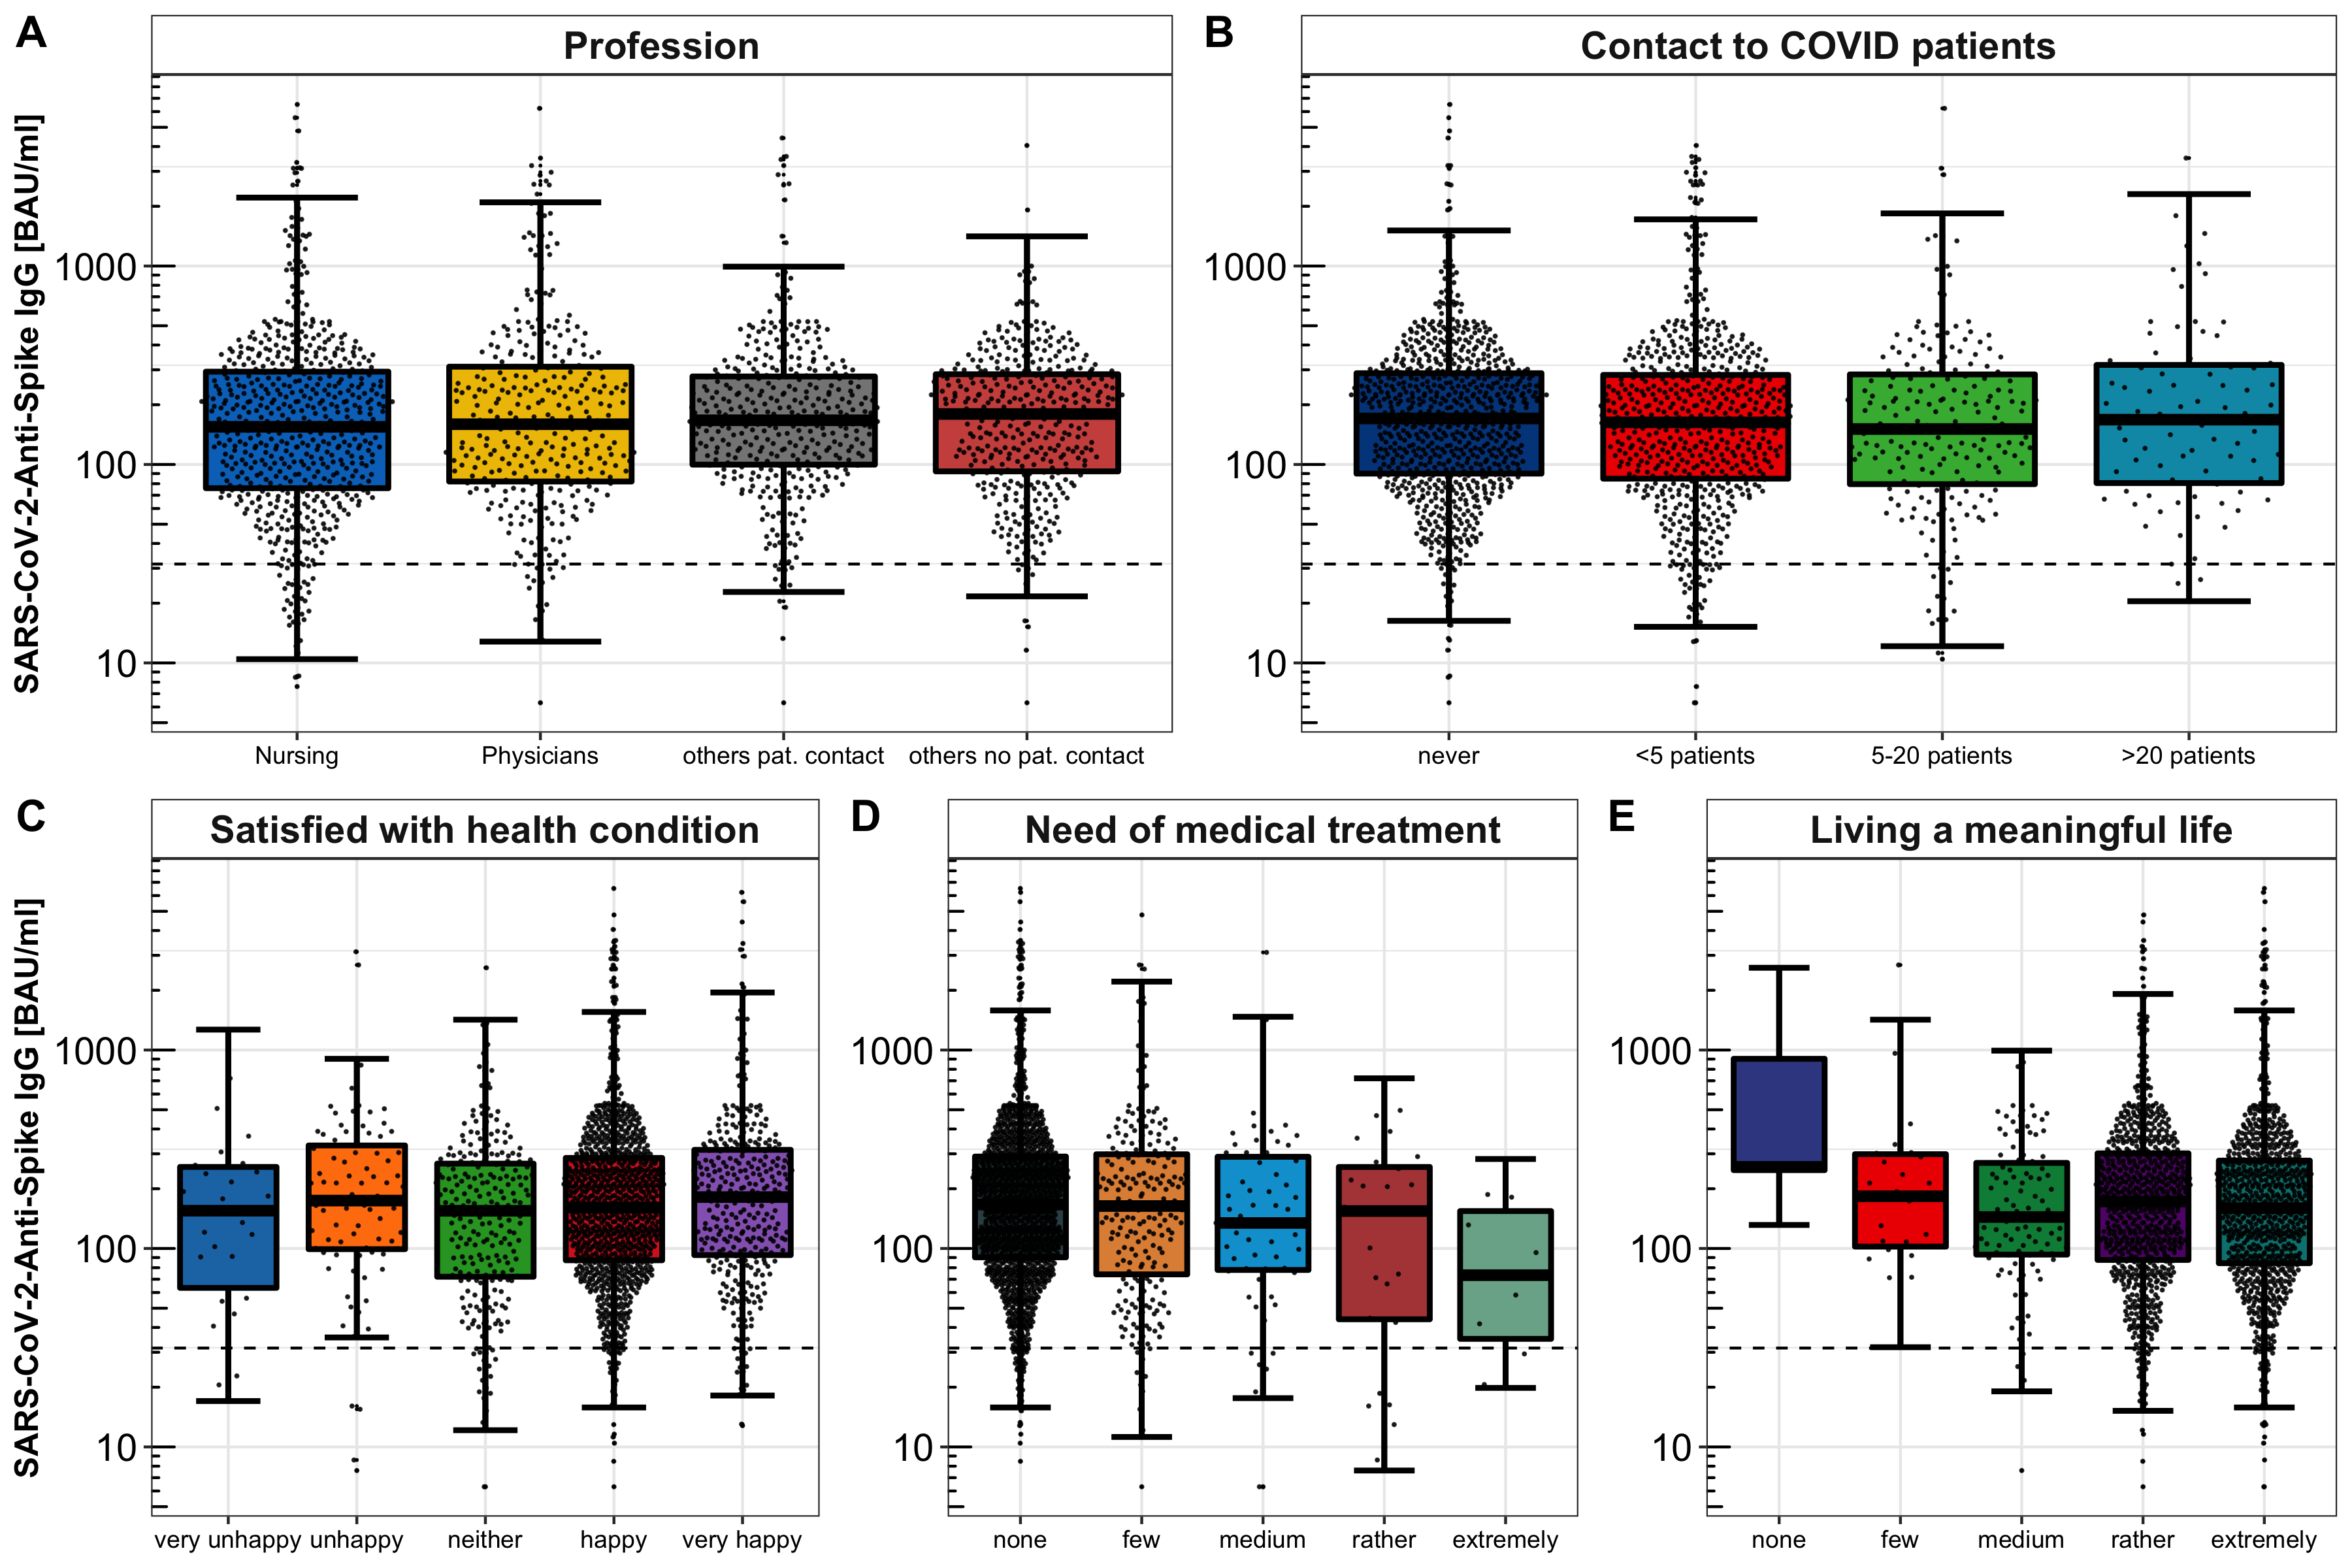 A
Profession
SARS-CoV-2-Anti-Spike IgG [BAU/ml]
1000
100
10
Nursing
Physicians
others pat. contact
others no pat. contact
B
Contact to COVID patients
1000
100
10
never
<5 patients
5-20 patients
>20 patients
C
Satisfied with health condition
SARS-CoV-2-Anti-Spike IgG [BAU/ml]
1000
100
10
very unhappy
unhappy
neither
happy
very happy
D
Need of medical treatment
1000
100
10
none
few
medium
rather
extremely
E
Living a meaningful life
1000
100
10
none
few
medium
rather
extremely